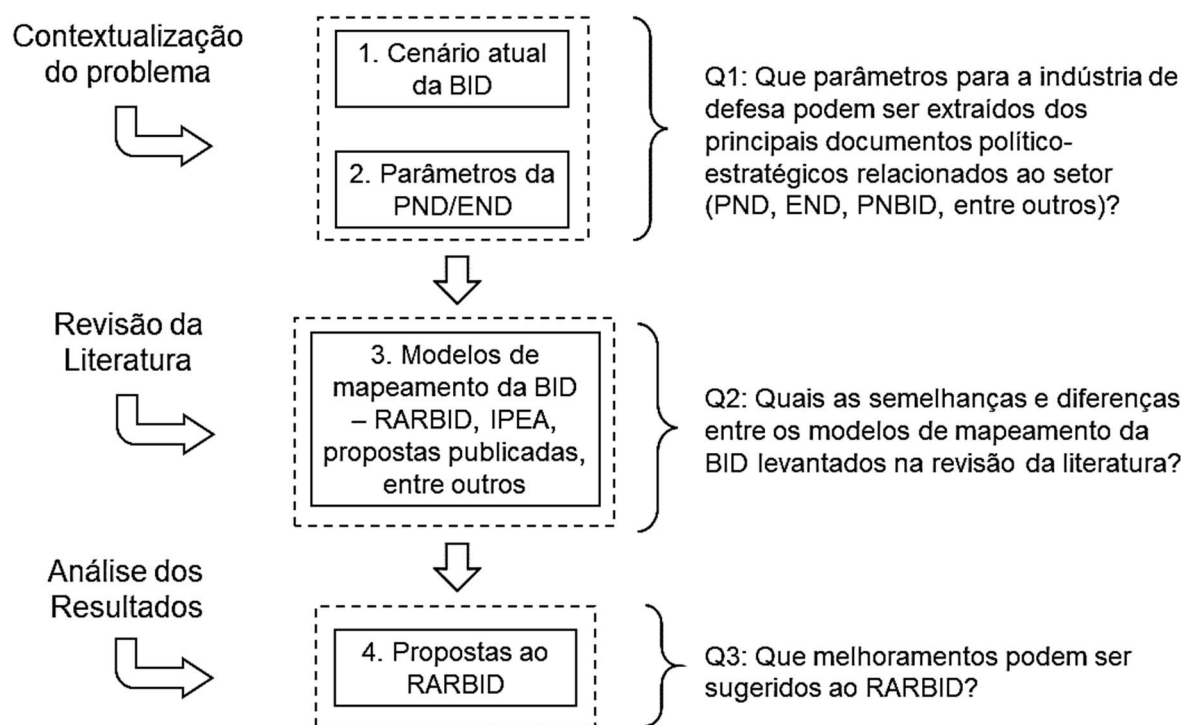 Contextualização
do problema
1. Cenário atual
da BID
2. Parâmetros da
PND/END
Q1: Que parâmetros para a indústria de
defesa podem ser extraídos dos
principais documentos político-
estratégicos relacionados ao setor
(PND, END, PNBID, entre outros)?
Revisão da
Literatura
3. Modelos de
mapeamento da BID
– RARBID, IPEA,
propostas publicadas,
entre outros
Q2: Quais as semelhanças e diferenças
entre os modelos de mapeamento da
BID levantados na revisão da literatura?
Análise dos
Resultados
4. Propostas ao
RARBID
Q3: Que melhoramentos podem ser
sugeridos ao RARBID?